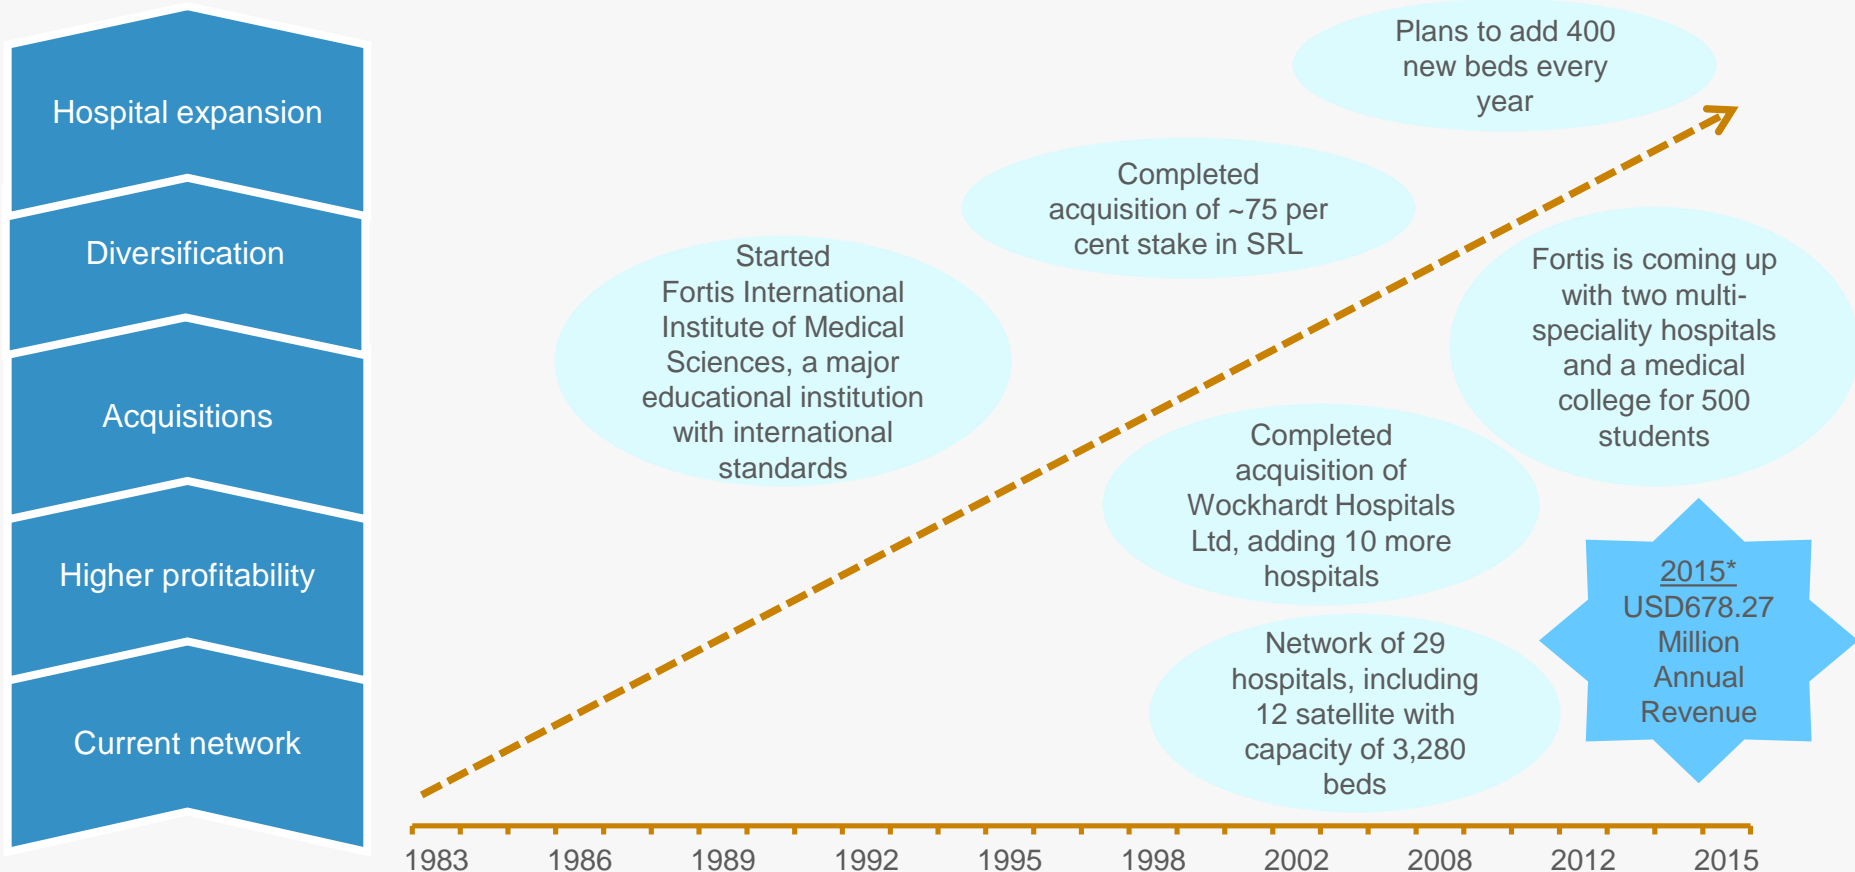 Hospital expansion
Diversification
Acquisitions
Higher profitability
Current network
Plans to add 400
new beds every
year
Completed
acquisition of ~75 per
cent stake in SRL
Started
Fortis International
Institute of Medical
Sciences, a major
educational institution
with international
standards
Fortis is coming up
with two multi-
speciality hospitals
and a medical
college for 500
students
Completed
acquisition of
Wockhardt Hospitals
Ltd, adding 10 more
hospitals
Network of 29
hospitals, including
12 satellite with
capacity of 3,280
beds
2015*
USD678.27
Million
Annual
Revenue
1983 1986 1989 1992 1995 1998 2002 2008 2012 2015